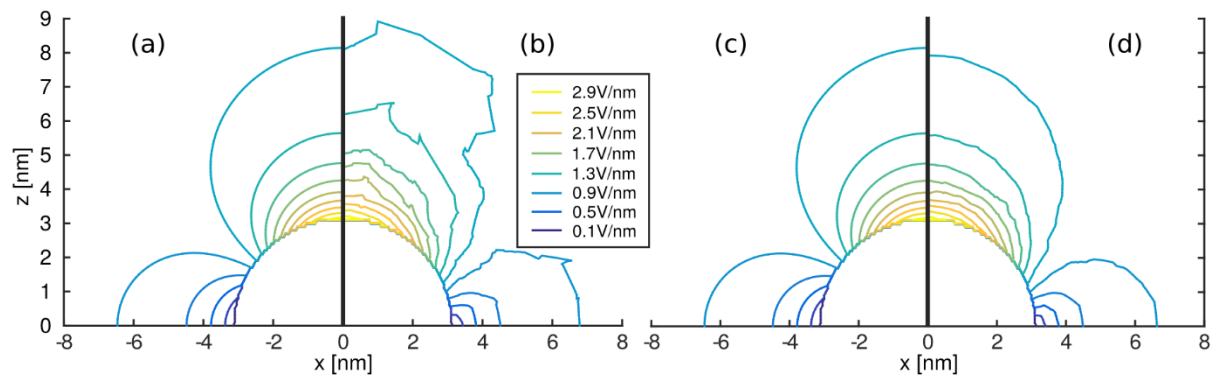 (a)
(b)
(c)
(d)
9
8
7
6
5
4
3
2
1
0
z [nm]
2.9V/nm
2.5V/nm
2.1V/nm
1.7V/nm
1.3V/nm
0.9V/nm
0.5V/nm
0.1V/nm
-8 -6 -4 -2 0 2 4 6 8
-8 -6 -4 -2 0 2 4 6 8
x [nm]
x [nm]